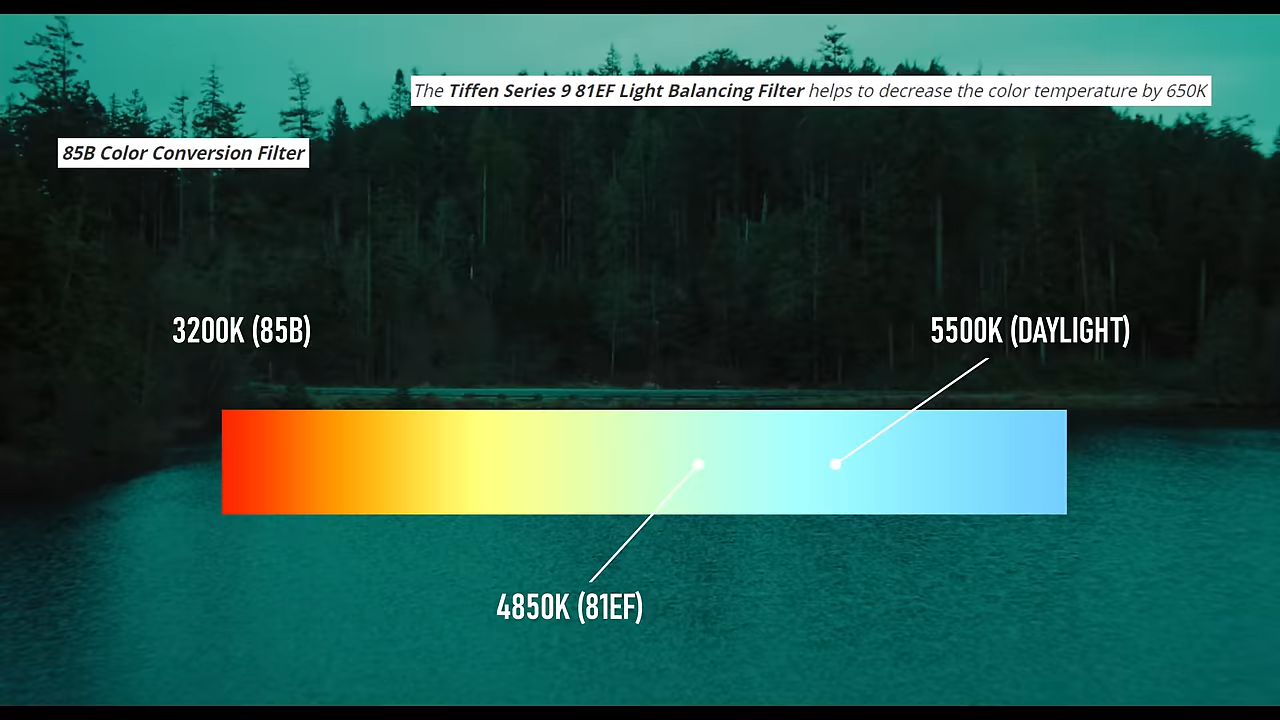 The Tiffen Series 9 81EF Light Balancing Filter helps to decrease the color temperature by 650K
85B Color Conversion Filter
3200K (85B)
5500K (DAYLIGHT)
4850K (81EF)